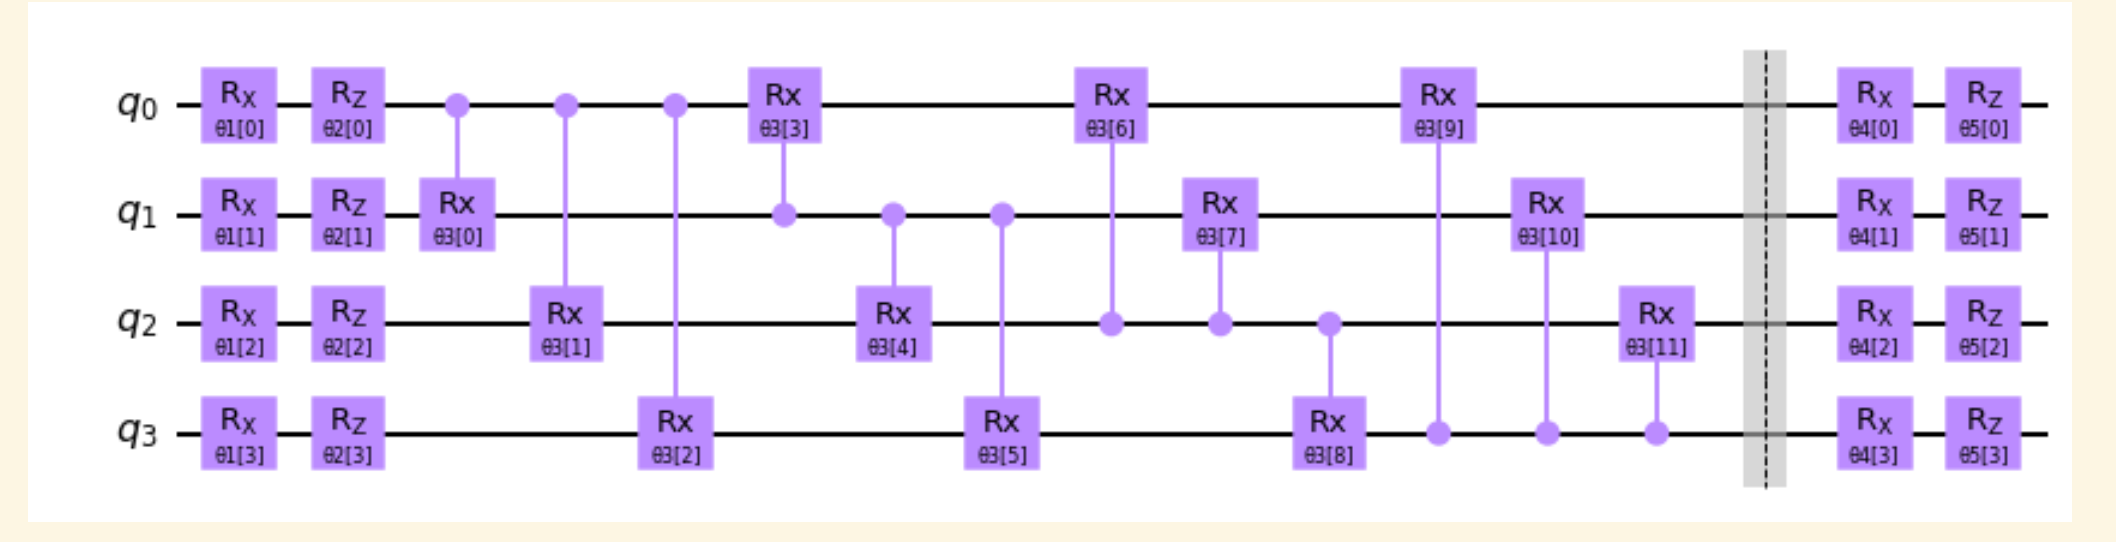 q0 RX θ1[0] RZ θ2[0] Rx θ3[3] Rx θ3[6] Rx θ3[9] RX θ4[0] RZ θ5[0]
q1 RX θ1[1] RZ θ2[1] Rx θ3[0] Rx θ3[7] Rx θ3[10] RX θ4[1] RZ θ5[1]
q2 RX θ1[2] RZ θ2[2] Rx θ3[1] Rx θ3[4] Rx θ3[11] RX θ4[2] RZ θ5[2]
q3 RX θ1[3] RZ θ2[3] Rx θ3[2] Rx θ3[5] Rx θ3[8] RX θ4[3] RZ θ5[3]